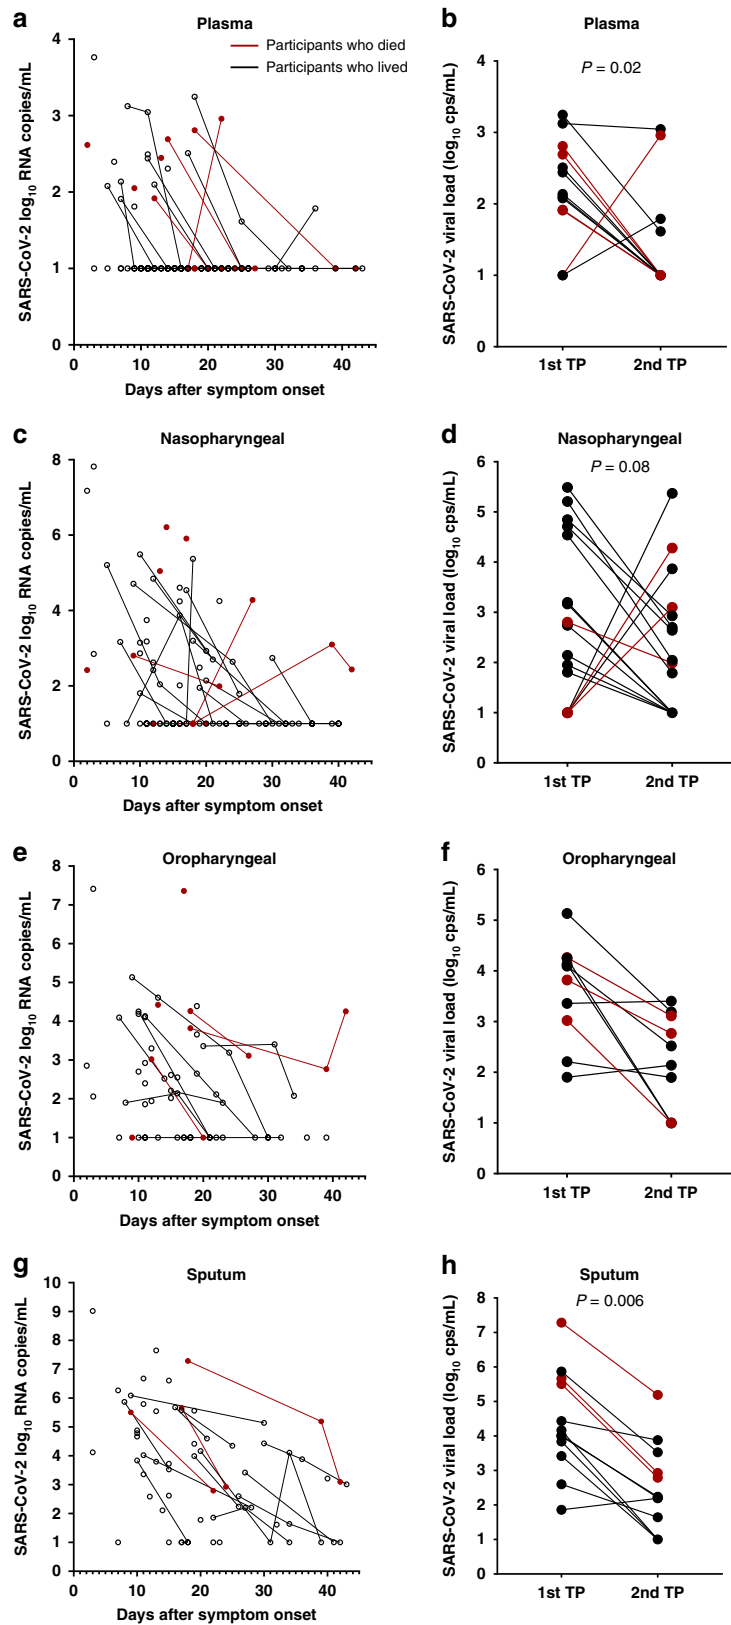 a
Plasma
Participants who died
Participants who lived
SARS-CoV-2 log10 RNA copies/mL
4
3
2
1
0
0 10 20 30 40
Days after symptom onset
b
Plasma
P = 0.02
SARS-CoV-2 viral load (log10 cps/mL)
4
3
2
1
0
1st TP 2nd TP
c
Nasopharyngeal
SARS-CoV-2 log10 RNA copies/mL
8
6
4
2
0
0 10 20 30 40
Days after symptom onset
d
Nasopharyngeal
P = 0.08
SARS-CoV-2 viral load (log10 cps/mL)
6
5
4
3
2
1
0
1st TP 2nd TP
e
Oropharyngeal
SARS-CoV-2 log10 RNA copies/mL
8
7
6
5
4
3
2
1
0
0 10 20 30 40
Days after symptom onset
f
Oropharyngeal
SARS-CoV-2 viral load (log10 cps/mL)
6
5
4
3
2
1
0
1st TP 2nd TP
g
Sputum
SARS-CoV-2 log10 RNA copies/mL
10
9
8
7
6
5
4
3
2
1
0
0 10 20 30 40
Days after symptom onset
h
Sputum
P = 0.006
SARS-CoV-2 viral load (log10 cps/mL)
8
7
6
5
4
3
2
1
0
1st TP 2nd TP